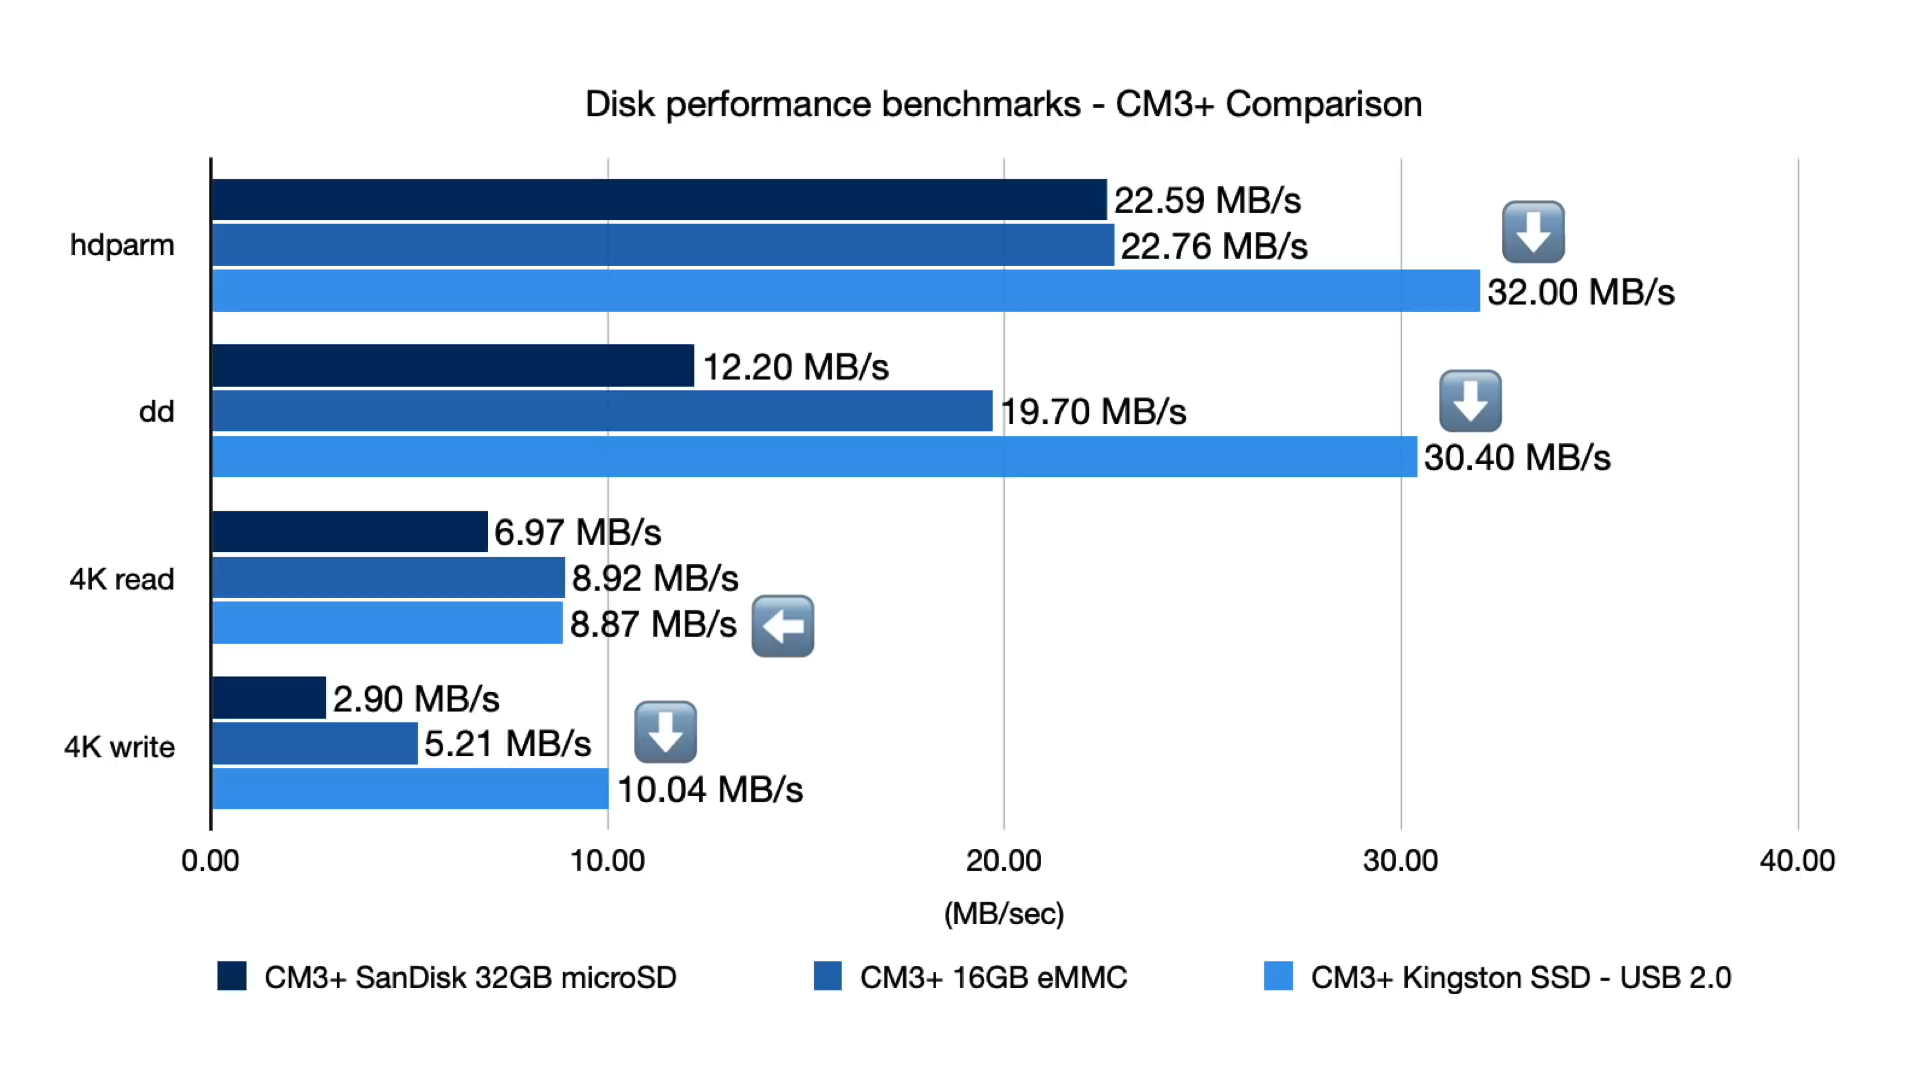 Disk performance benchmarks - CM3+ Comparison
hdparm
22.59 MB/s
22.76 MB/s
32.00 MB/s
dd
12.20 MB/s
19.70 MB/s
30.40 MB/s
4K read
6.97 MB/s
8.92 MB/s
8.87 MB/s
4K write
2.90 MB/s
5.21 MB/s
10.04 MB/s
0.00 10.00 20.00 30.00 40.00
(MB/sec)
CM3+ SanDisk 32GB microSD CM3+ 16GB eMMC CM3+ Kingston SSD - USB 2.0